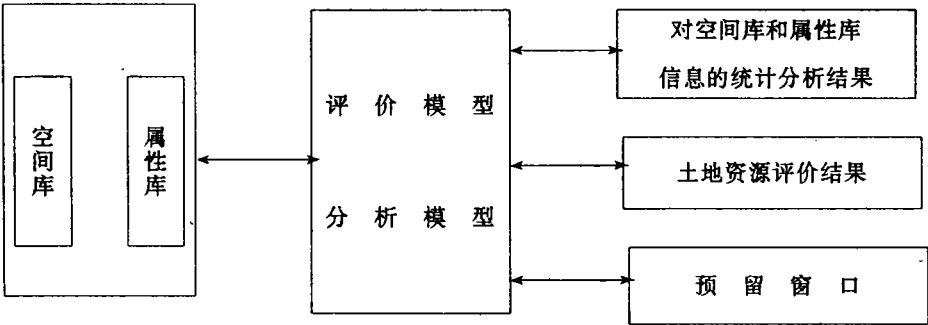 空间库
属性库
评价模型
分析模型
对空间库和属性库
信息的统计分析结果
土地资源评价结果
预留窗口